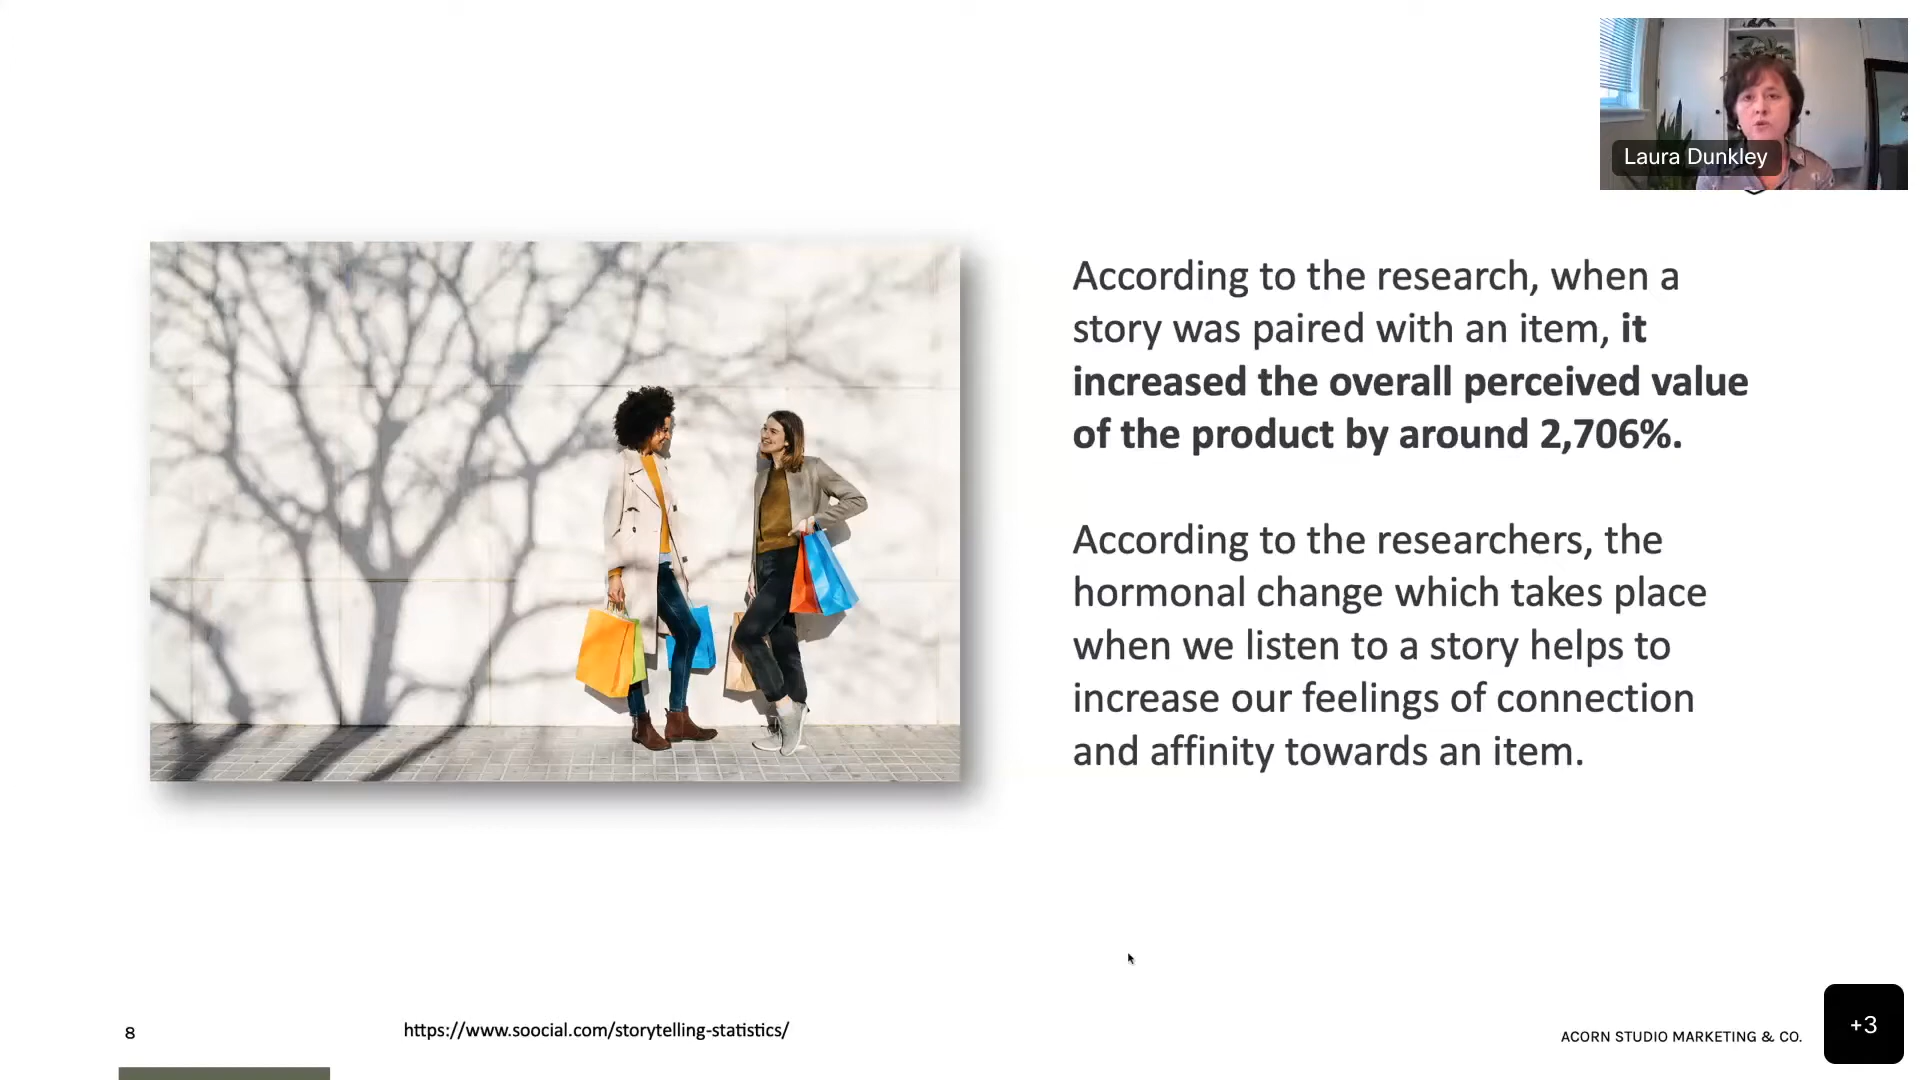 Laura Dunkley
According to the research, when a
story was paired with an item, it
increased the overall perceived value
of the product by around 2,706%.
According to the researchers, the
hormonal change which takes place
when we listen to a story helps to
increase our feelings of connection
and affinity towards an item.
8
https://www.soocial.com/storytelling-statistics/
ACORN STUDIO MARKETING & CO.
+3